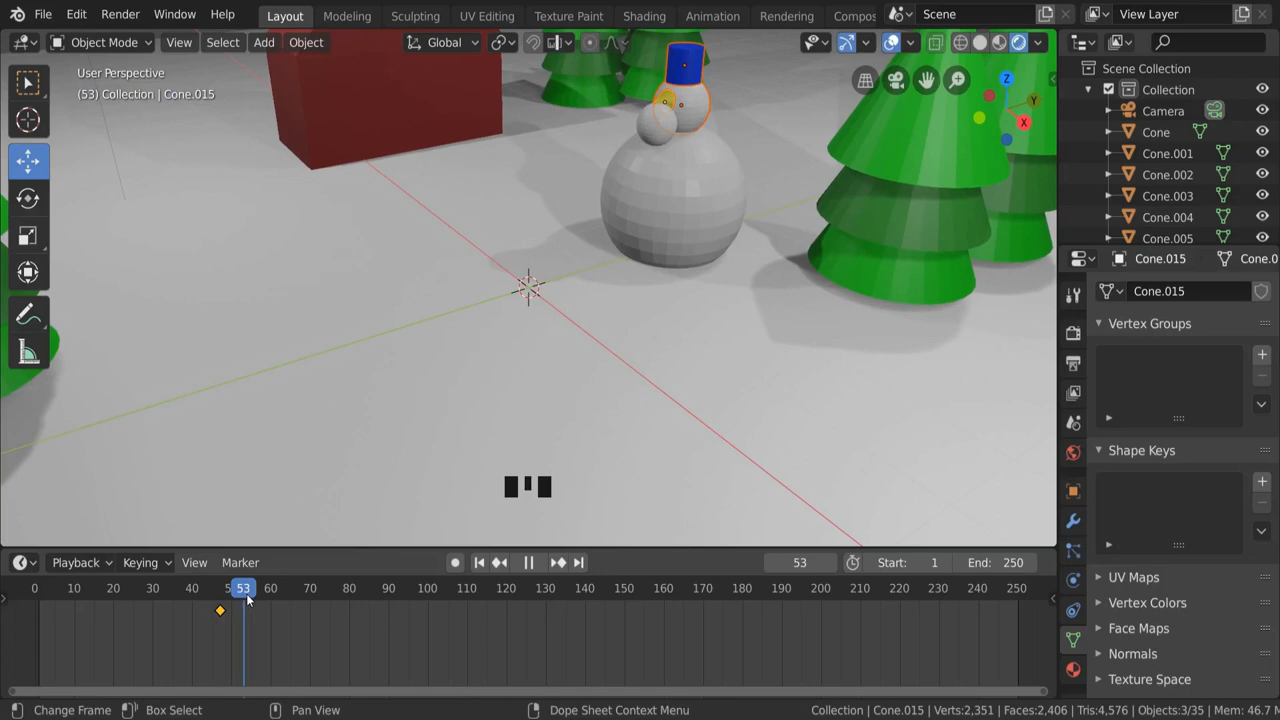 File Edit Render Window Help Layout Modeling Sculpting UV Editing Texture Paint Shading Animation Rendering Compos Scene View Layer
Object Mode View Select Add Object Global
User Perspective
(53) Collection | Cone.015
Z
Y
X
Scene Collection
Collection
Camera
Cone
Cone.001
Cone.002
Cone.003
Cone.004
Cone.005
Cone.015 Cone.0
Cone.015
Vertex Groups
Shape Keys
UV Maps
Vertex Colors
Face Maps
Normals
Texture Space
Playback Keying View Marker 53 Start: 1 End: 250
0 10 20 30 40 5 53 60 70 80 90 100 110 120 130 140 150 160 170 180 190 200 210 220 230 240 250
Change Frame Box Select Pan View Dope Sheet Context Menu Collection | Cone.015 | Verts:2,351 | Faces:2,406 | Tris:4,576 | Objects:3/35 | Mem: 46.7 M